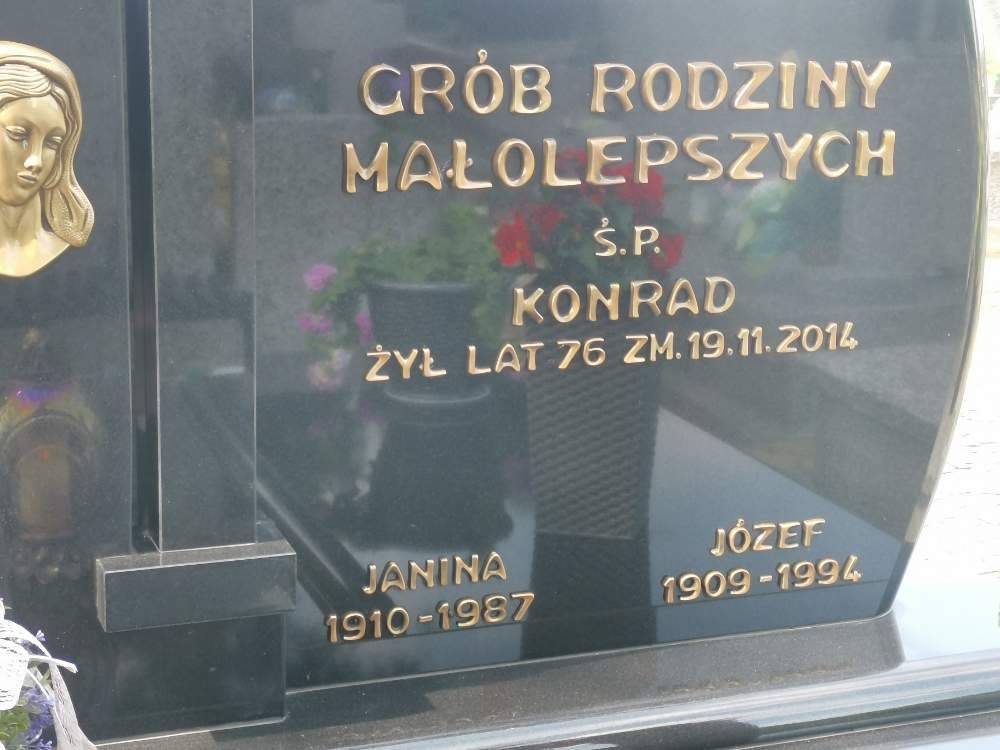 GRÓB RODZINY
MAŁOLEPSZYCH
Ś.P.
KONRAD
ŻYŁ LAT 76 ZM. 19.11.2014
JANINA
1910-1987
JÓZEF
1909-1994